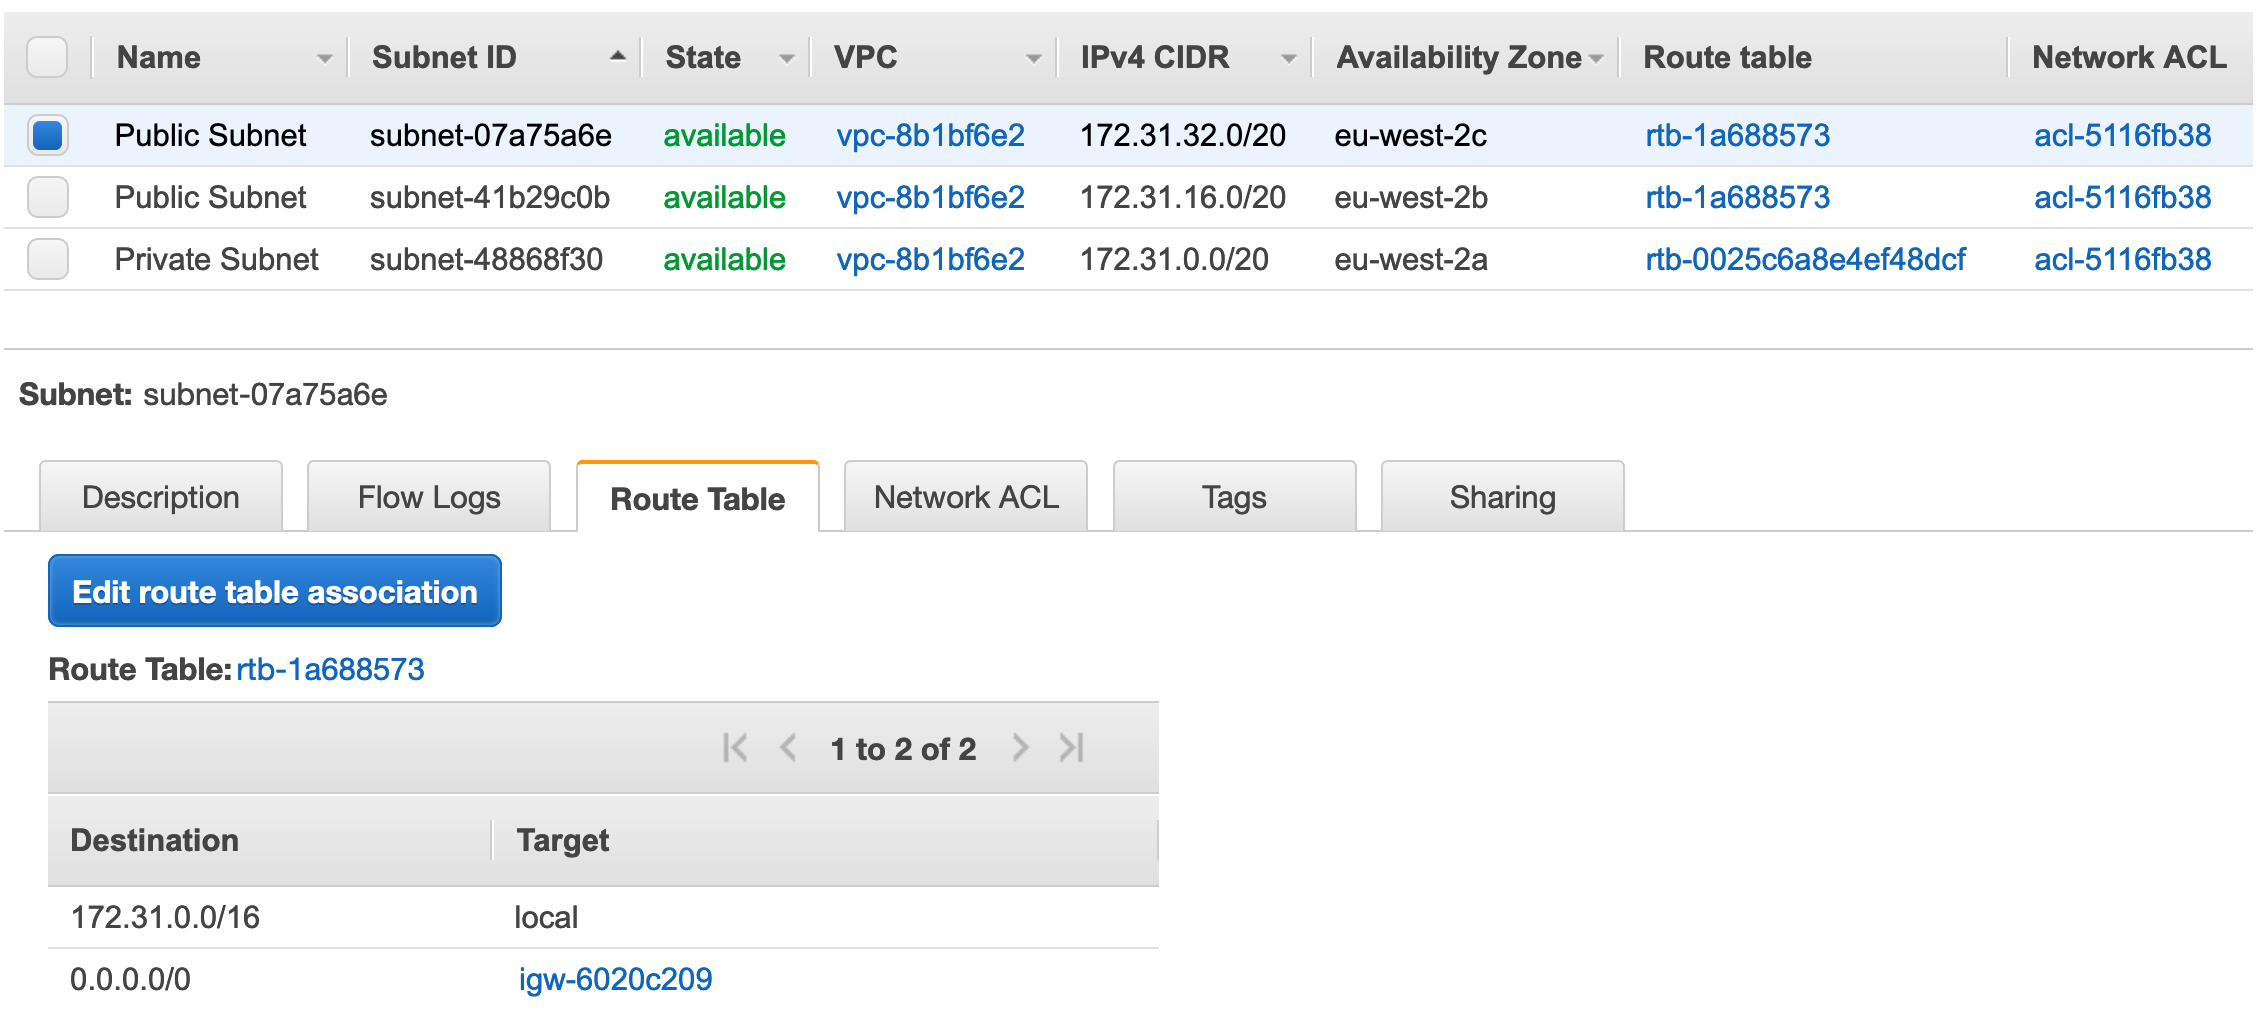 Name Subnet ID State VPC IPv4 CIDR Availability Zone Route table Network ACL
Public Subnet subnet-07a75a6e available vpc-8b1bf6e2 172.31.32.0/20 eu-west-2c rtb-1a688573 acl-5116fb38
Public Subnet subnet-41b29c0b available vpc-8b1bf6e2 172.31.16.0/20 eu-west-2b rtb-1a688573 acl-5116fb38
Private Subnet subnet-48868f30 available vpc-8b1bf6e2 172.31.0.0/20 eu-west-2a rtb-0025c6a8e4ef48dcf acl-5116fb38
Subnet: subnet-07a75a6e
Description Flow Logs Route Table Network ACL Tags Sharing
Edit route table association
Route Table: rtb-1a688573
1 to 2 of 2
Destination Target
172.31.0.0/16 local
0.0.0.0/0 igw-6020c209